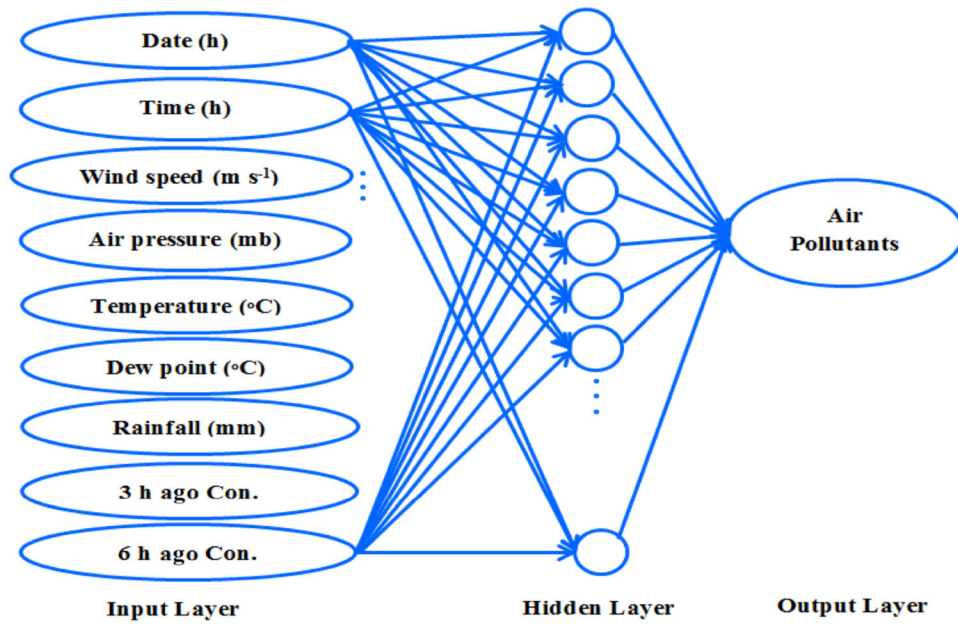 Date (h)
Time (h)
Wind speed (m s-1)
Air pressure (mb)
Temperature (°C)
Dew point (°C)
Rainfall (mm)
3 h ago Con.
6 h ago Con.
Input Layer
Hidden Layer
Air
Pollutants
Output Layer